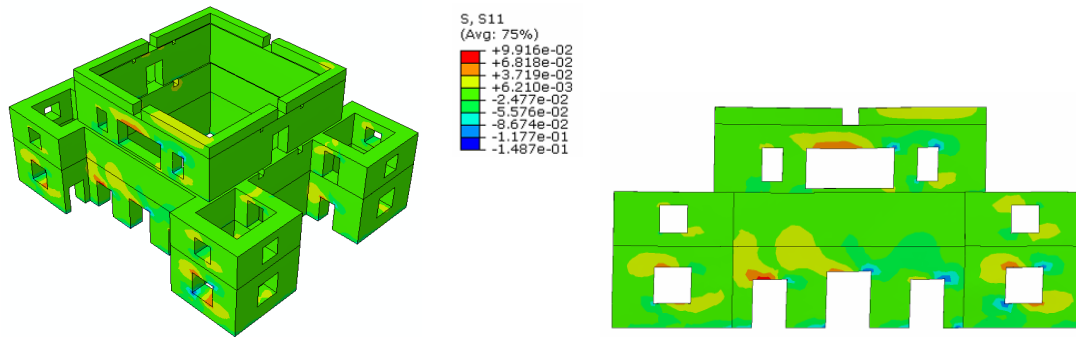 S, S11
(Avg: 75%)
+9.916e-02
+6.818e-02
+3.719e-02
+6.210e-03
-2.477e-02
-5.576e-02
-8.674e-02
-1.177e-01
-1.487e-01